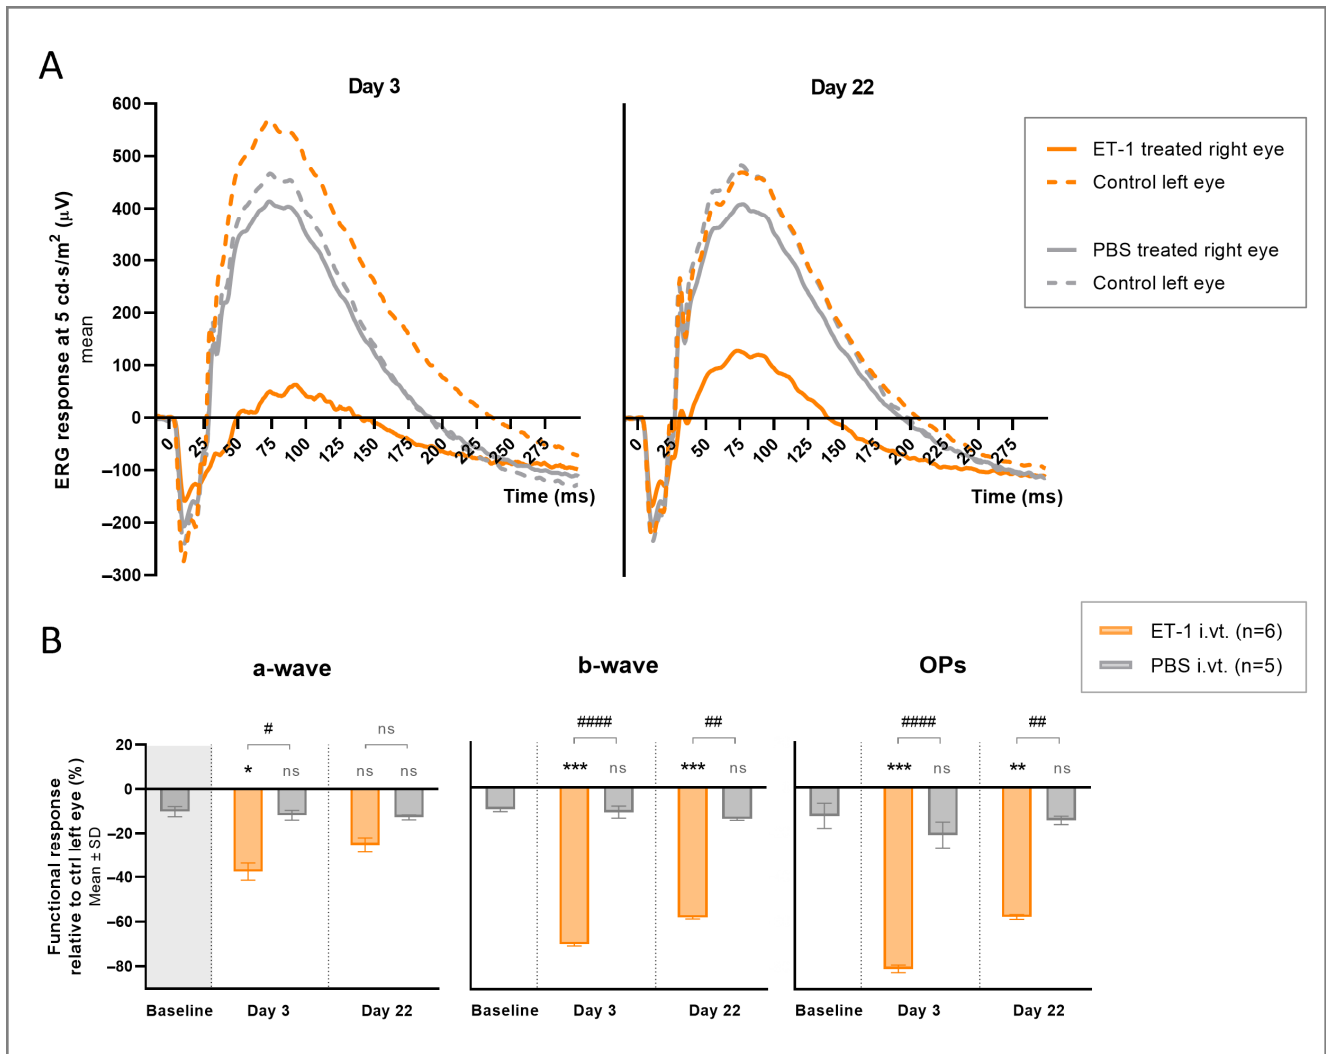 A
Day 3
Day 22
600
500
400
300
200
100
0
–100
–200
–300
ERG response at 5 cd·s/m² (µV)
mean
0 25 50 75 100 125 150 175 200 225 250 275
Time (ms)
0 25 50 75 100 125 150 175 200 225 250 275
Time (ms)
ET-1 treated right eye
Control left eye
PBS treated right eye
Control left eye
B
ET-1 i.vt. (n=6)
PBS i.vt. (n=5)
a-wave
b-wave
OPs
# ns
#### ##
#### ##
* ns ns ns
*** ns *** ns
*** ns ** ns
20
0
–20
–40
–60
–80
Functional response
relative to ctrl left eye (%)
Mean ± SD
Baseline Day 3 Day 22
Baseline Day 3 Day 22
Baseline Day 3 Day 22